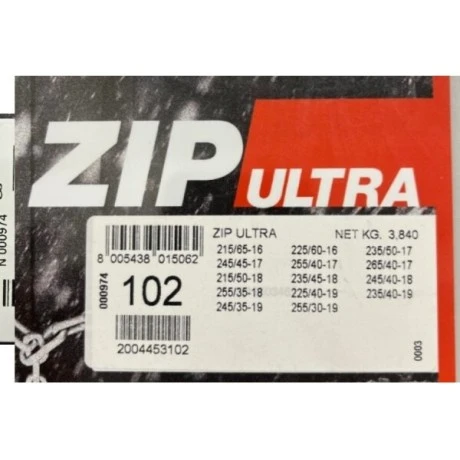 ZIP ULTRA
ZIP ULTRA NET KG. 3,840
215/65-16 225/60-16 235/50-17
245/45-17 255/40-17 265/40-17
215/50-18 235/45-18 245/40-18
255/35-18 225/40-19 235/40-19
245/35-19 255/30-19
8 005438 015062
000974
102
2004453102
0003
N 000974